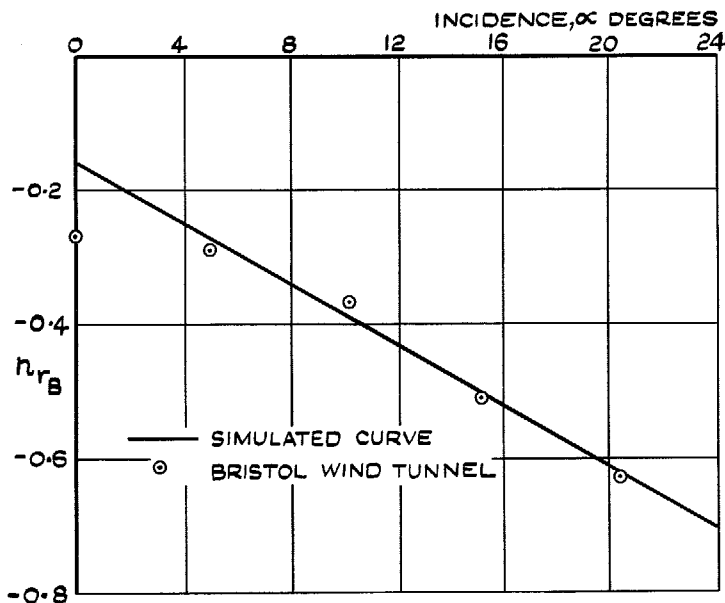 INCIDENCE, ∝ DEGREES
0 4 8 12 16 20 24
-0.2
-0.4
nrB
SIMULATED CURVE
-0.6
BRISTOL WIND TUNNEL
-0.8